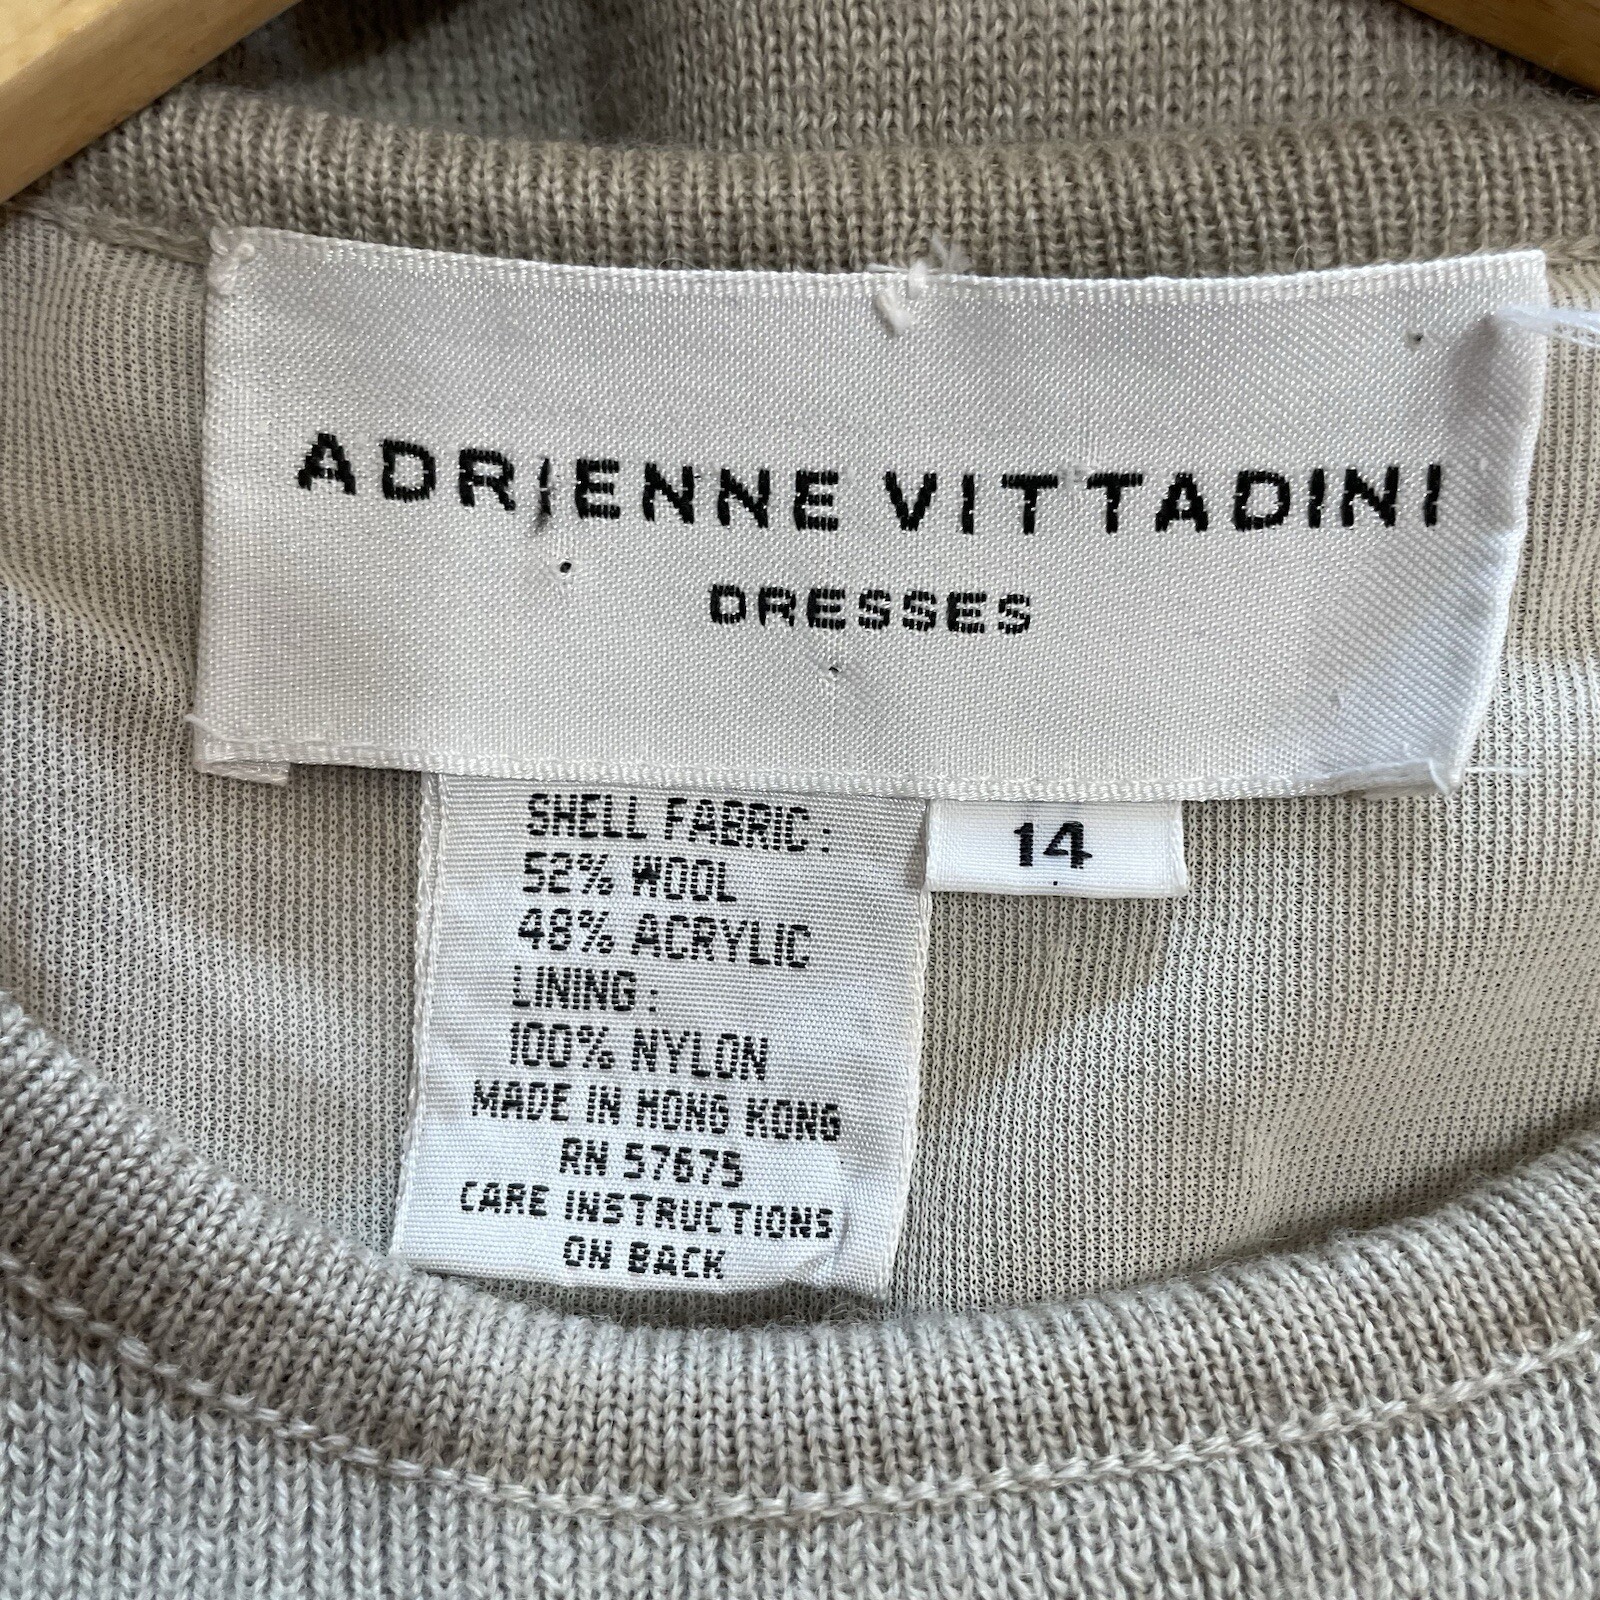 ADRIENNE VITTADINI
DRESSES
14
SHELL FABRIC:
52% WOOL
48% ACRYLIC
LINING:
100% NYLON
MADE IN HONG KONG
RN 57675
CARE INSTRUCTIONS
ON BACK